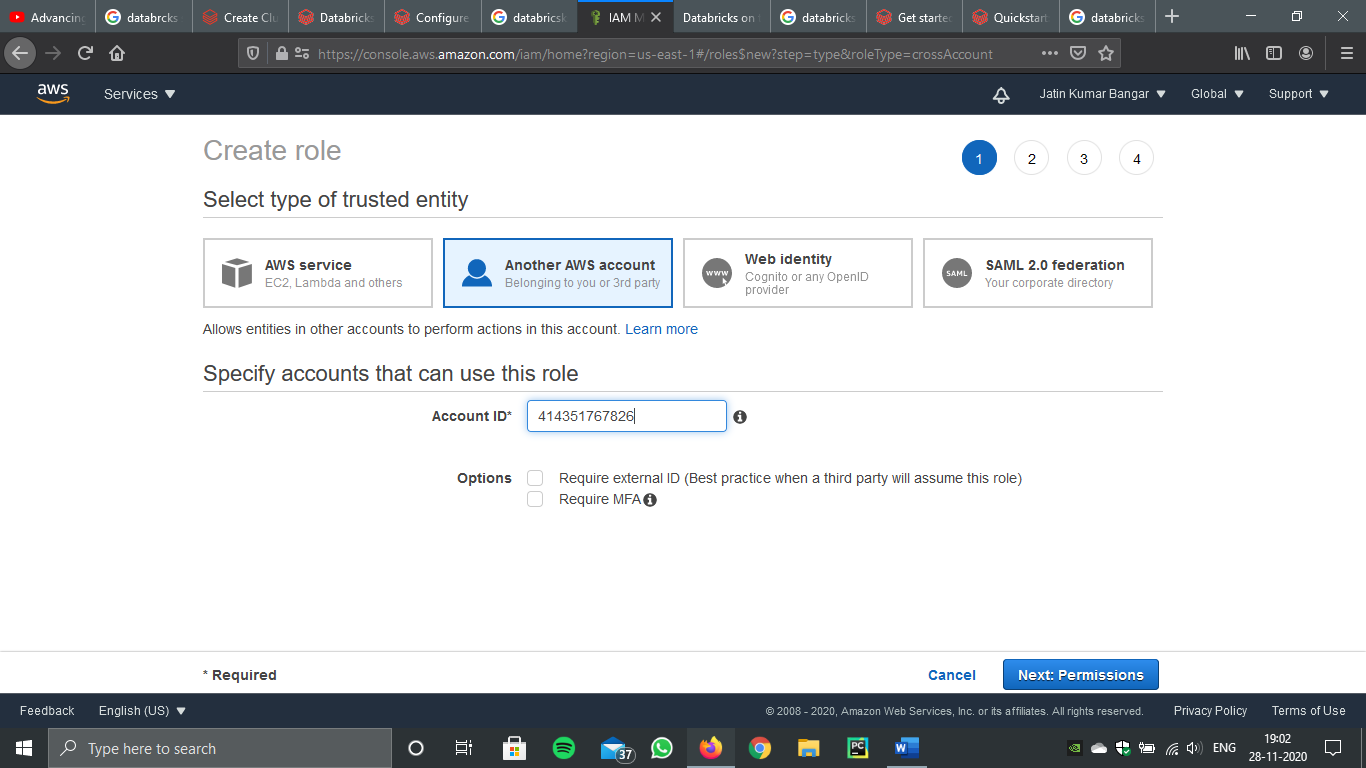 Advancing
databrcks
Create Clu
Databricks
Configure
databricsk
IAM M
Databricks on
databricks
Get started
Quickstart
databricks
https://console.aws.amazon.com/iam/home?region=us-east-1#/roles$new?step=type&roleType=crossAccount
aws
Services
Jatin Kumar Bangar
Global
Support
Create role
1
2
3
4
Select type of trusted entity
AWS service
EC2, Lambda and others
Another AWS account
Belonging to you or 3rd party
www
Web identity
Cognito or any OpenID
provider
SAML
SAML 2.0 federation
Your corporate directory
Allows entities in other accounts to perform actions in this account. Learn more
Specify accounts that can use this role
Account ID*
414351767826
Options
Require external ID (Best practice when a third party will assume this role)
Require MFA
* Required
Cancel
Next: Permissions
Feedback
English (US)
© 2008 - 2020, Amazon Web Services, Inc. or its affiliates. All rights reserved.
Privacy Policy
Terms of Use
Type here to search
37
PC
W
ENG
19:02
28-11-2020